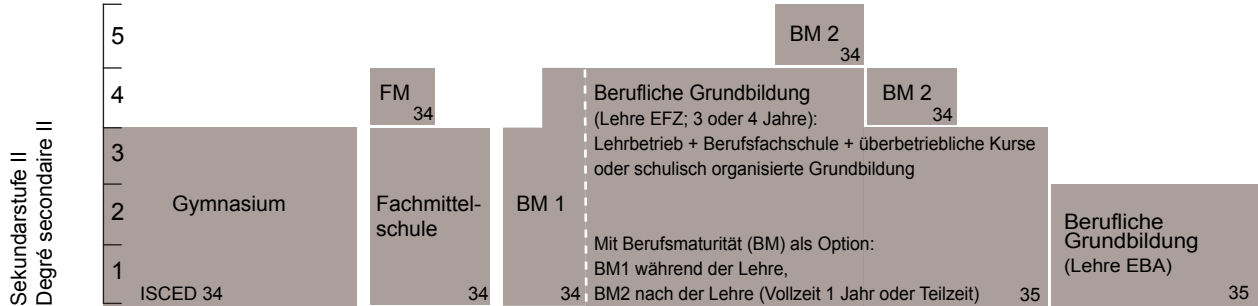 Sekundarstufe II
Degré secondaire II
5
4
3
2
1
BM 2
34
FM
34
BM 2
34
Gymnasium
ISCED 34
Fachmittel-
schule
34
BM 1
34
Berufliche Grundbildung
(Lehre EFZ; 3 oder 4 Jahre):
Lehrbetrieb + Berufsfachschule + überbetriebliche Kurse
oder schulisch organisierte Grundbildung
Mit Berufsmaturität (BM) als Option:
BM1 während der Lehre,
BM2 nach der Lehre (Vollzeit 1 Jahr oder Teilzeit)
35
Berufliche
Grundbildung
(Lehre EBA)
35